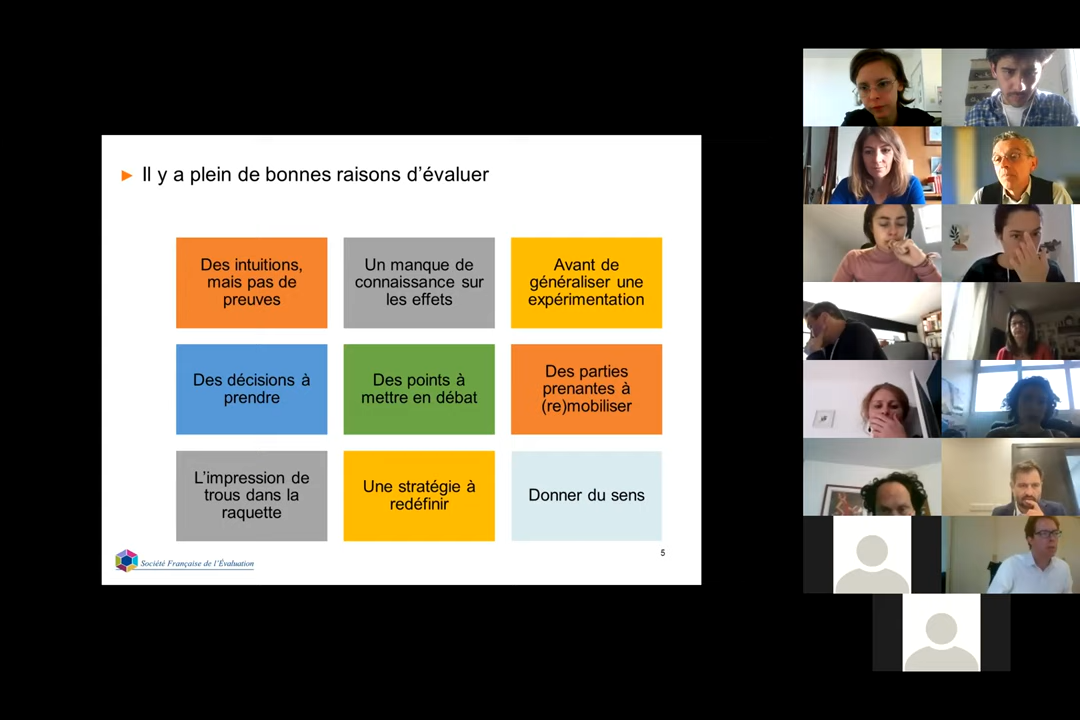 Il y a plein de bonnes raisons d'évaluer
Des intuitions,
mais pas de
preuves
Un manque de
connaissance sur
les effets
Avant de
généraliser une
expérimentation
Des décisions à
prendre
Des points à
mettre en débat
Des parties
prenantes à
(re)mobiliser
L'impression de
trous dans la
raquette
Une stratégie à
redéfinir
Donner du sens
Société Française de l'Évaluation
5